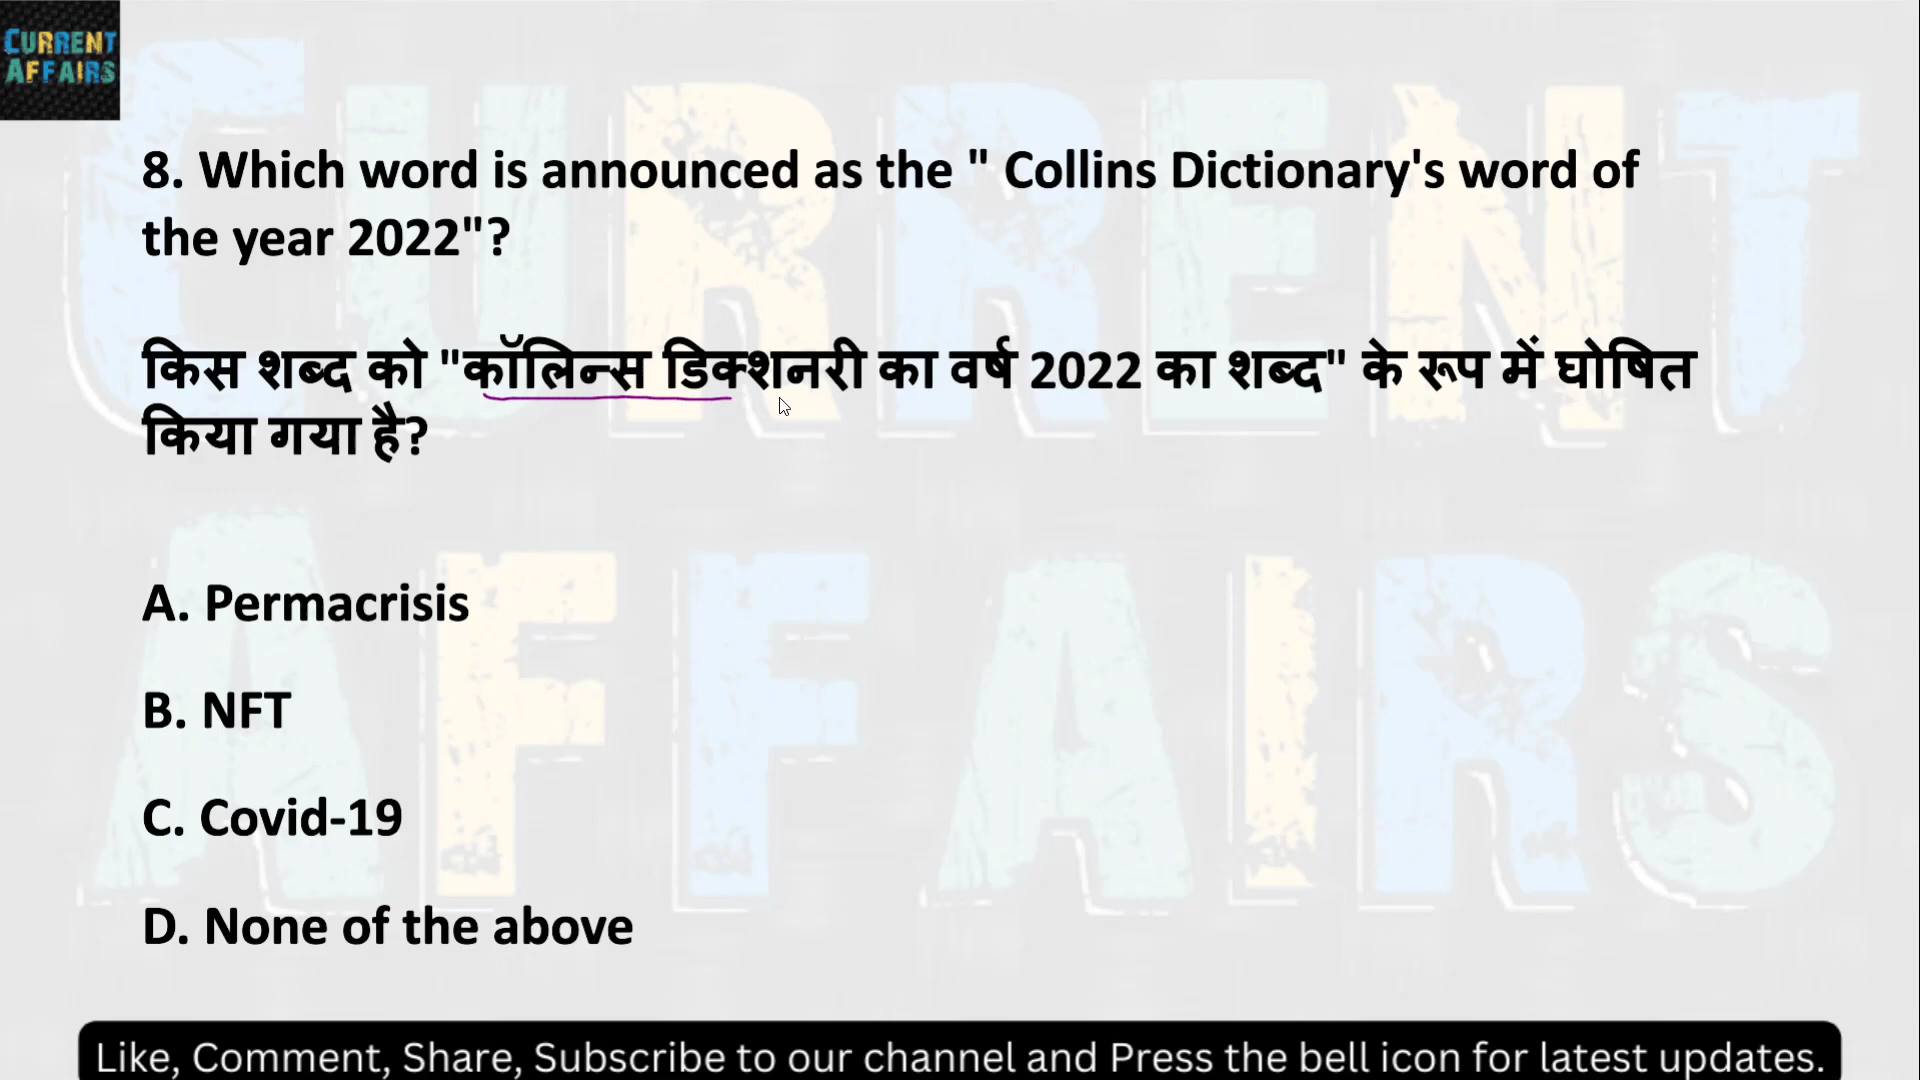 CURRENT
AFFAIRS
8. Which word is announced as the " Collins Dictionary's word of
the year 2022"?
किस शब्द को "कॉलिन्स डिक्शनरी का वर्ष 2022 का शब्द" के रूप में घोषित
किया गया है?
A. Permacrisis
B. NFT
C. Covid-19
D. None of the above
CURRENT
AFFAIRS
Like, Comment, Share, Subscribe to our channel and Press the bell icon for latest updates.